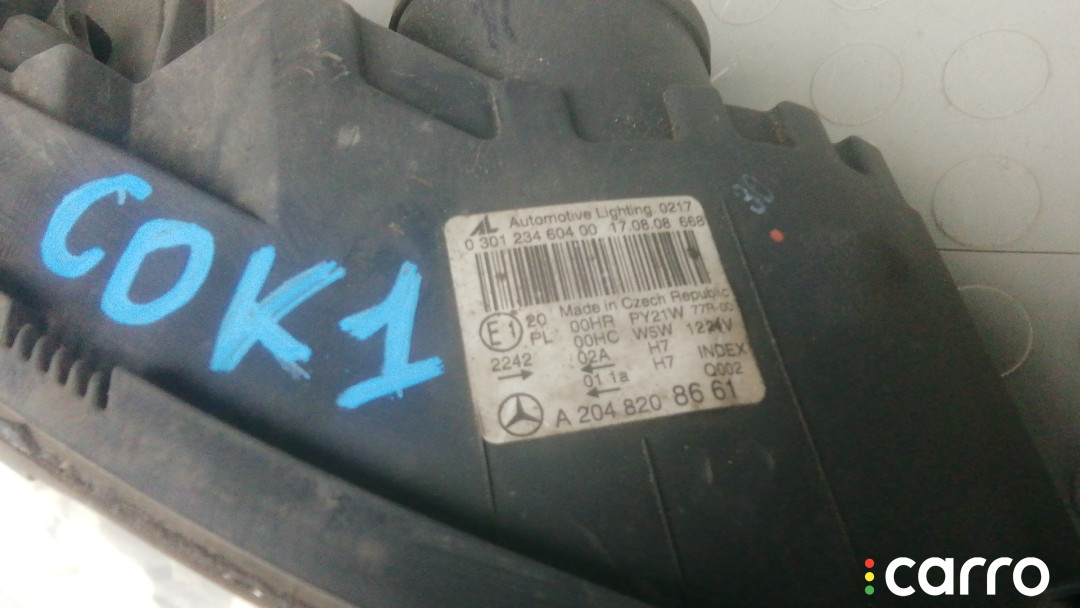 COK1
30
AL Automotive Lighting 0217
0 301 234 604 00 17.08.08 668
Made in Czech Republic
E1 20 00HR PY21W 77R-00
PL 00HC W5W 12V
2242 02A H7 INDEX
01 1a H7 Q002
A 204 820 86 61
carro